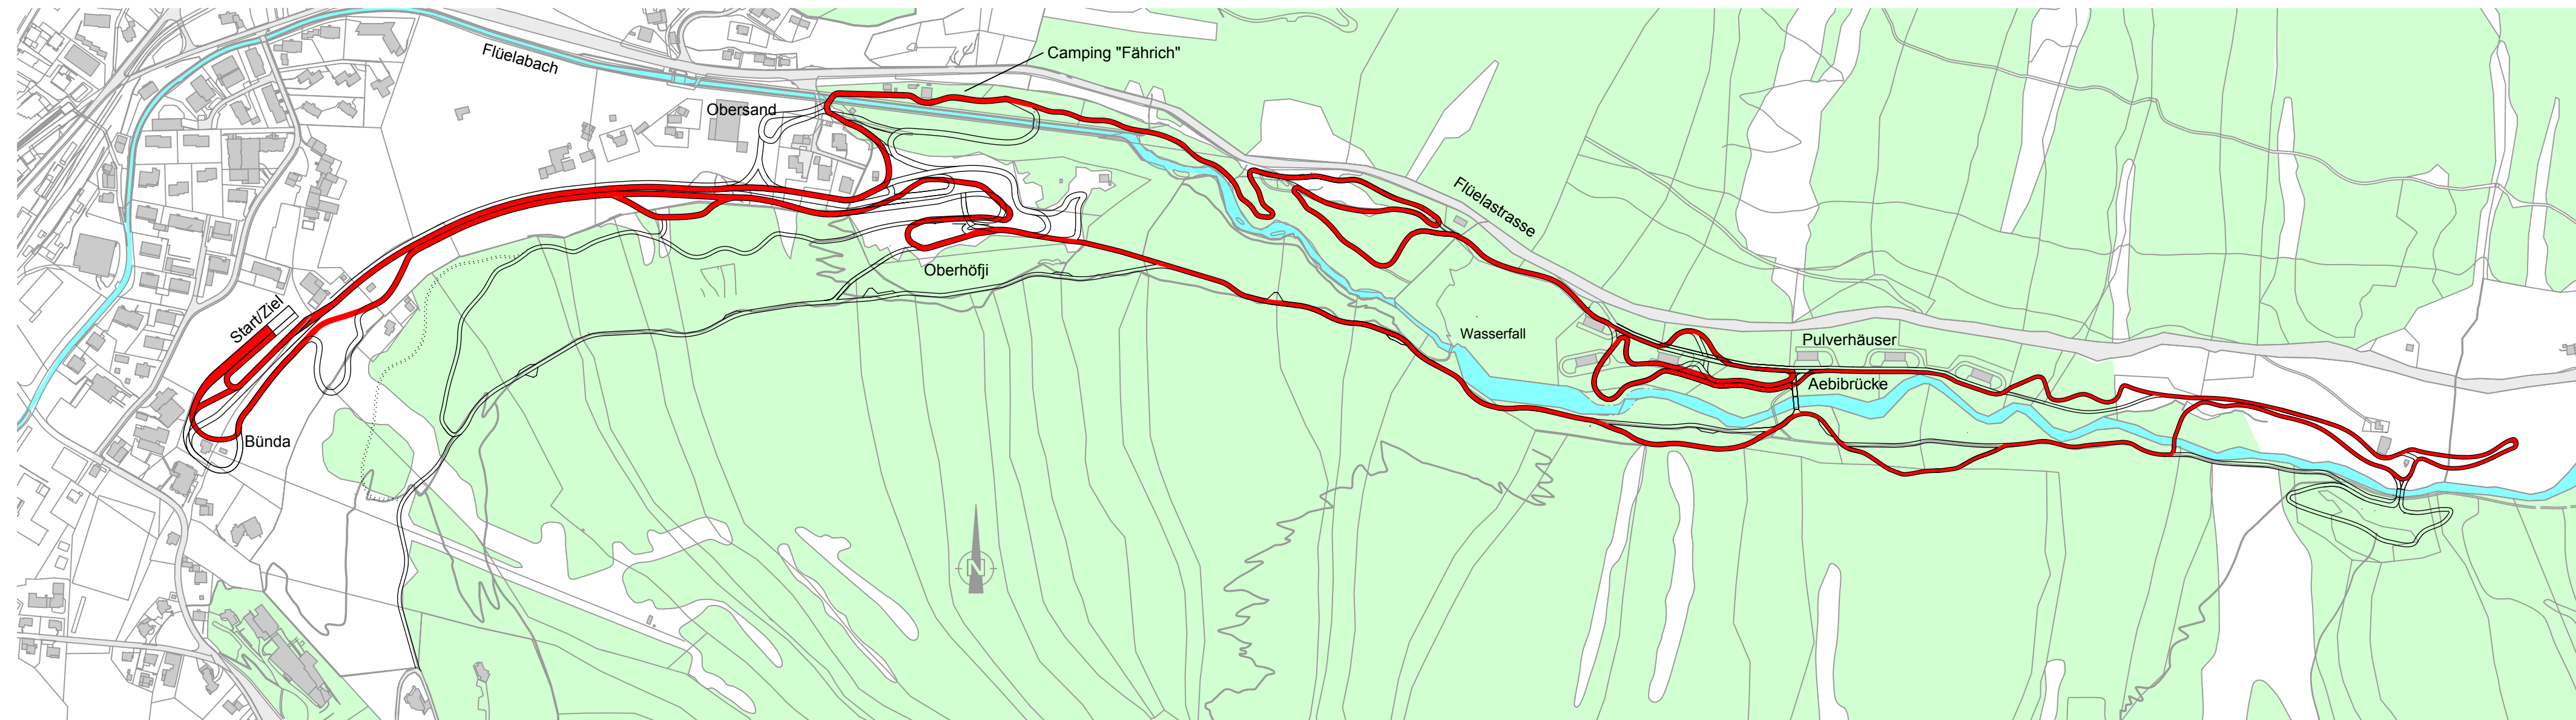 Camping "Fährich"
Flüelabach
Obersand
Flüelastrasse
Oberhöfji
Start/Ziel
Wasserfall
Pulverhäuser
Aebibrücke
Bünda
N